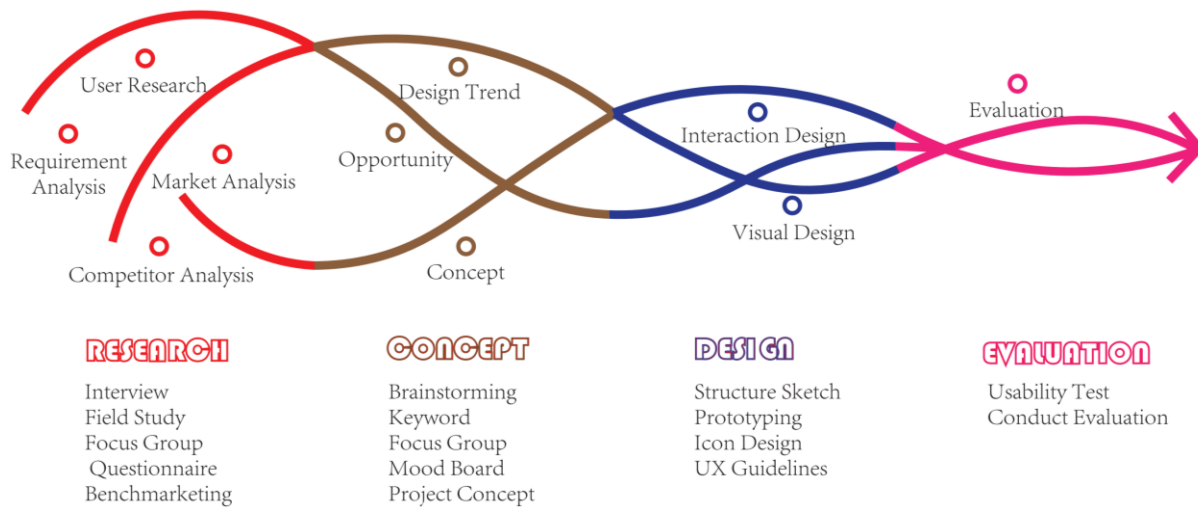 User Research
Requirement
Analysis
Market Analysis
Competitor Analysis
Design Trend
Opportunity
Concept
Interaction Design
Visual Design
Evaluation
RESEARCH
Interview
Field Study
Focus Group
Questionnaire
Benchmarketing
CONCEPT
Brainstorming
Keyword
Focus Group
Mood Board
Project Concept
DESIGN
Structure Sketch
Prototyping
Icon Design
UX Guidelines
EVALUATION
Usability Test
Conduct Evaluation